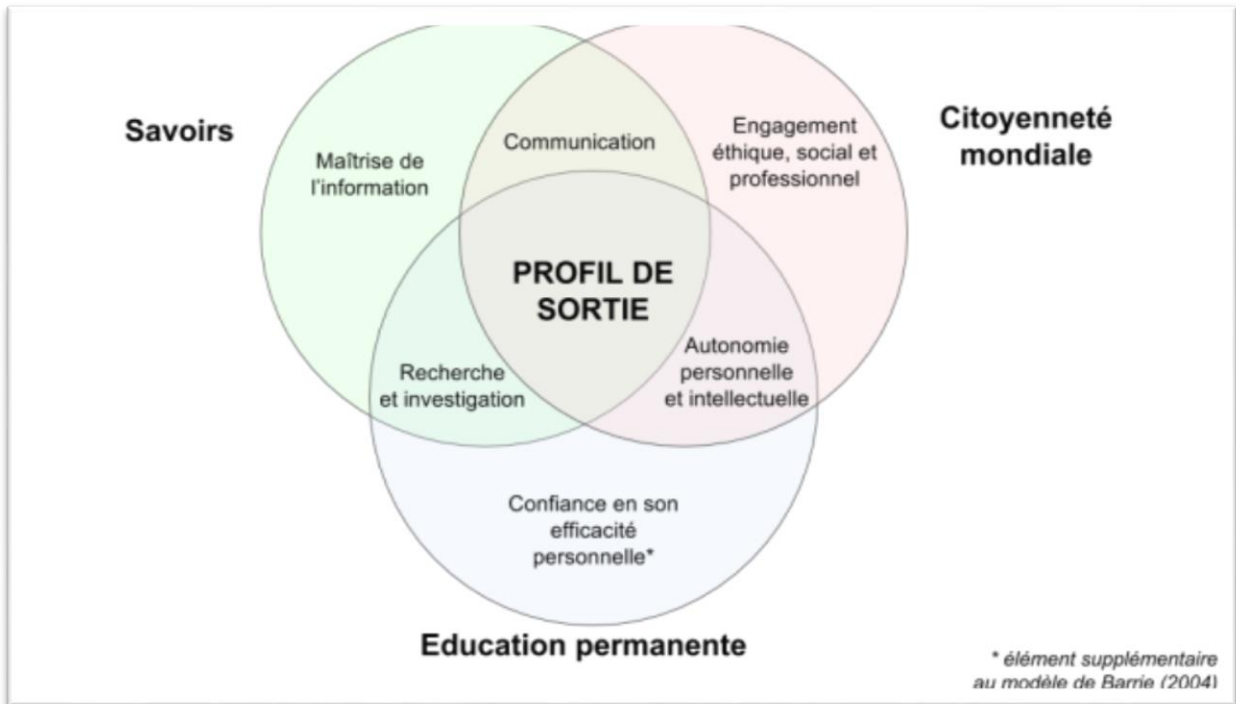 Savoirs
Citoyenneté
mondiale
Maîtrise de
l'information
Communication
Engagement
éthique, social et
professionnel
PROFIL DE
SORTIE
Recherche
et investigation
Autonomie
personnelle
et intellectuelle
Confiance en son
efficacité
personnelle*
Education permanente
* élément supplémentaire
au modèle de Barrie (2004)